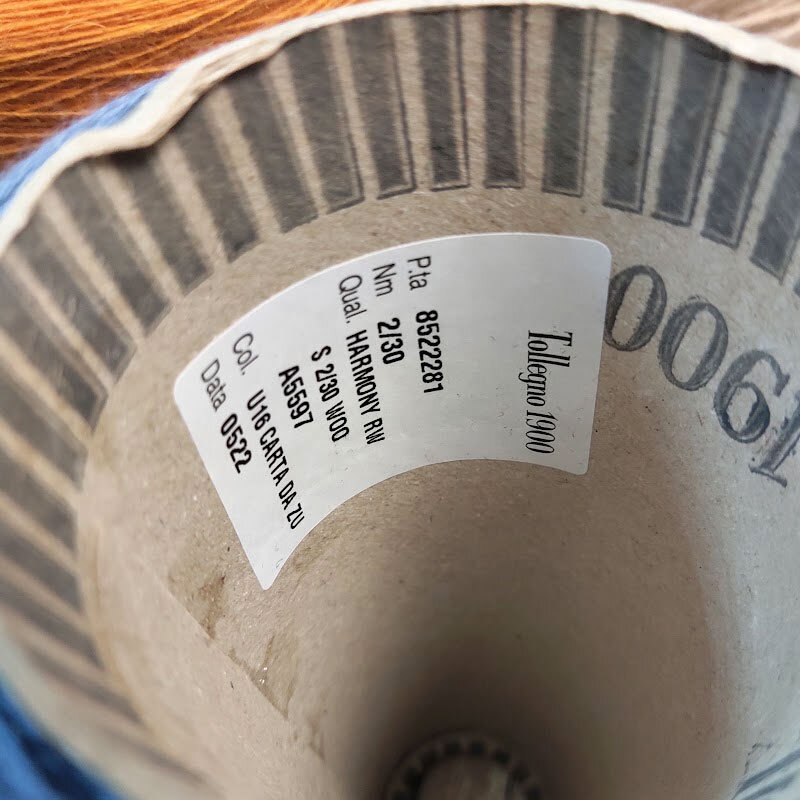 Tollegno 1900
P.ta 8522281
Nm 2/30
Qual. HARMONY RW
S 2/30 WOO
A5597
Col. U16 CARTA DA ZU
Data 0522
1900